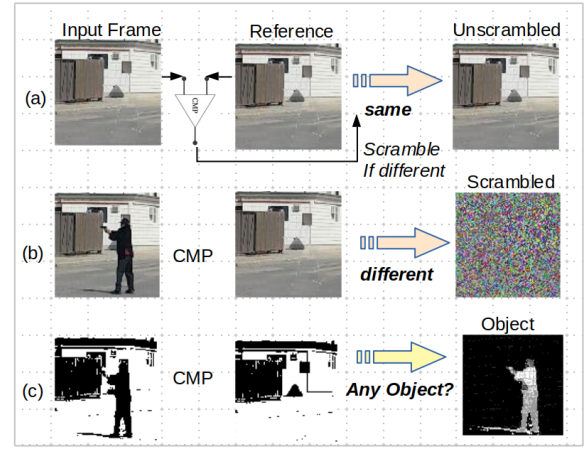 Input Frame
Reference
Unscrambled
(a)
CMP
same
Scramble
If different
Scrambled
(b)
CMP
different
Object
(c)
CMP
Any Object?